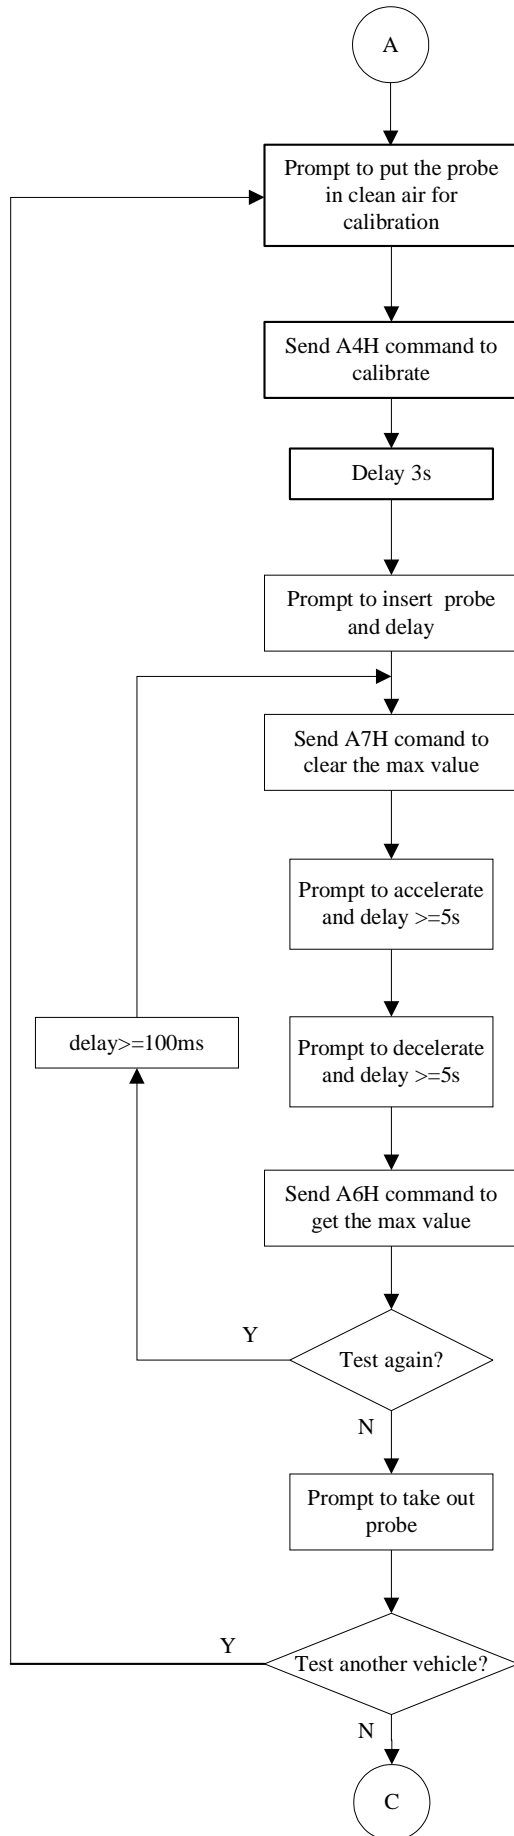 A
Prompt to put the probe
in clean air for
calibration
Send A4H command to
calibrate
Delay 3s
Prompt to insert  probe
and delay
Send A7H comand to
clear the max value
Prompt to accelerate
and delay >=5s
delay>=100ms
Prompt to decelerate
and delay >=5s
Send A6H command to
get the max value
Y
Test again?
N
Prompt to take out
probe
Y
Test another vehicle?
N
C